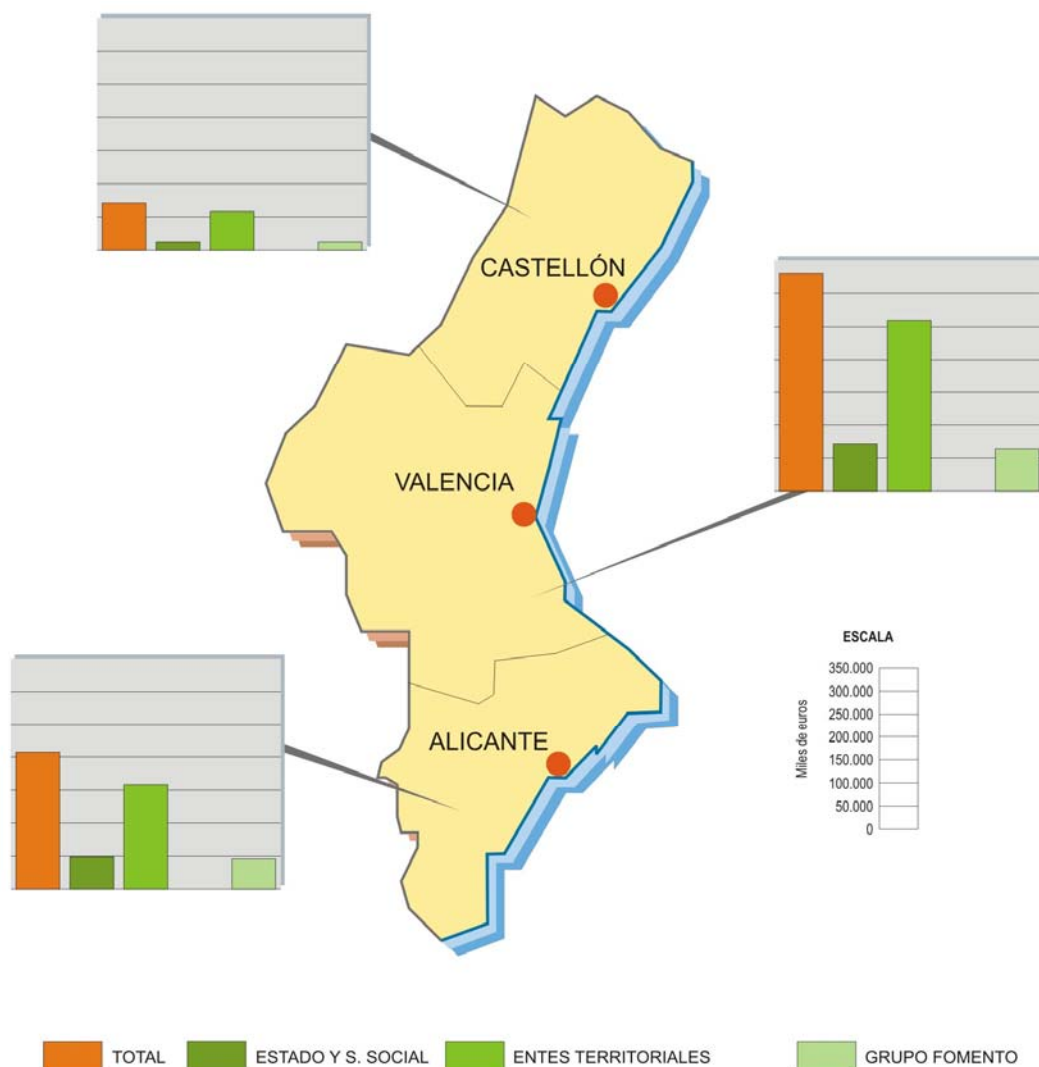 CASTELLÓN
VALENCIA
ALICANTE
ESCALA
Miles de euros
350.000
300.000
250.000
200.000
150.000
100.000
50.000
0
TOTAL
ESTADO Y S. SOCIAL
ENTES TERRITORIALES
GRUPO FOMENTO